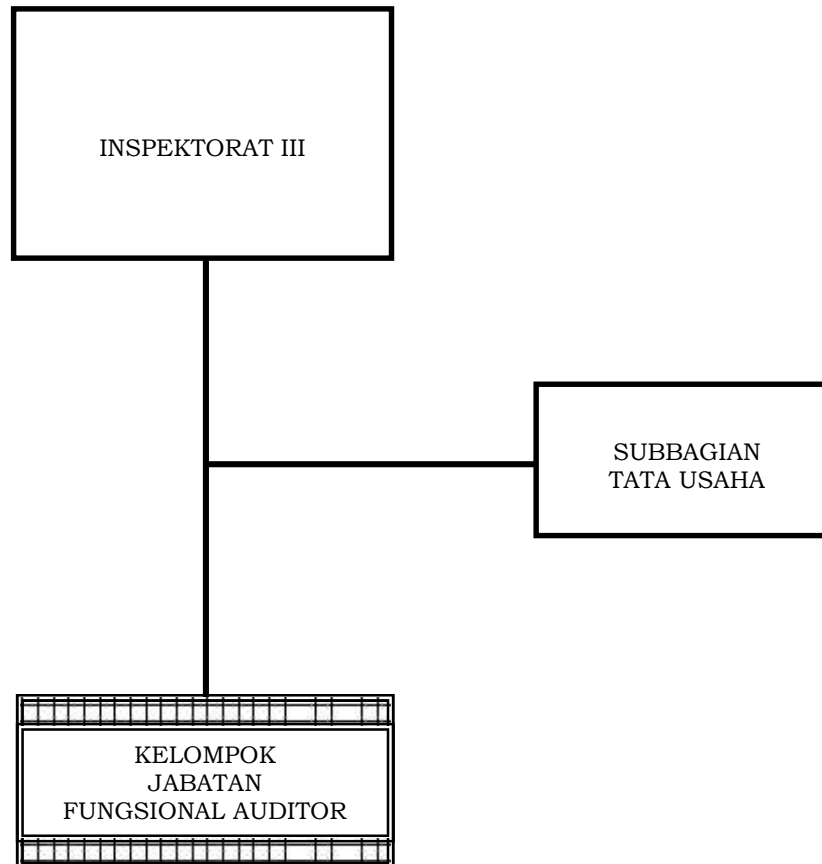 INSPEKTORAT III
SUBBAGIAN
TATA USAHA
KELOMPOK
JABATAN
FUNGSIONAL AUDITOR